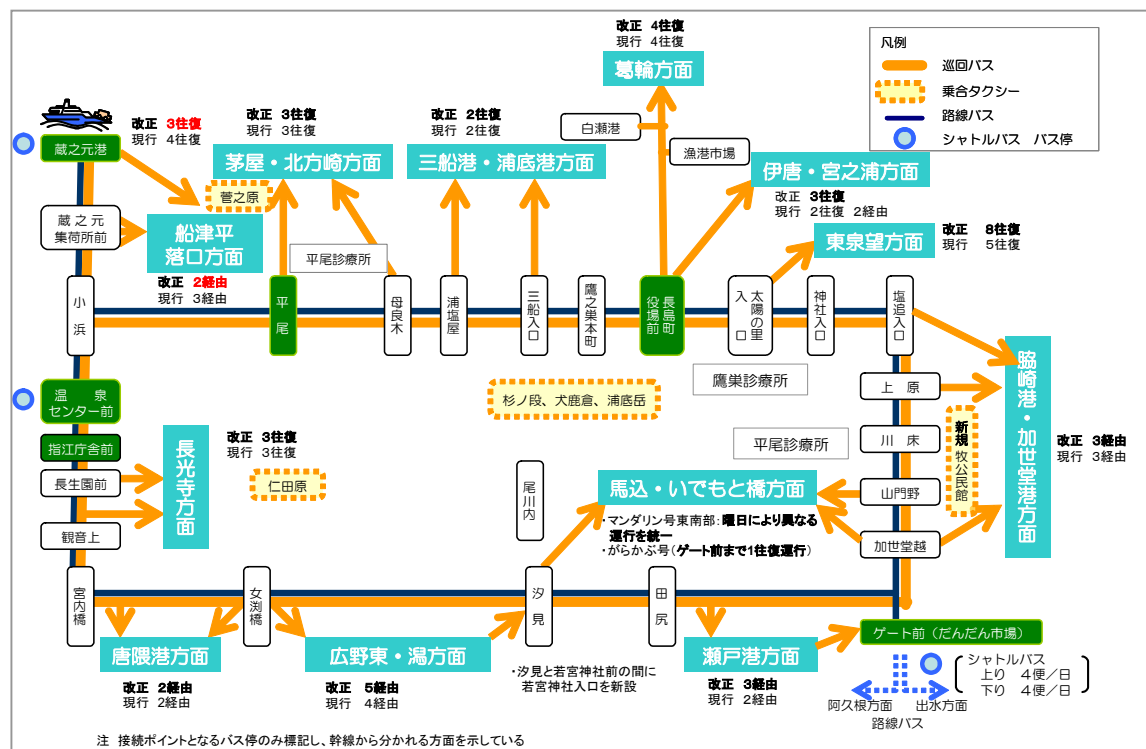 改正 4往復
現行 4往復
葛輪方面
凡例
巡回バス
乗合タクシー
路線バス
シャトルバス バス停
蔵之元港
改正 3往復
現行 4往復
改正 3往復
現行 3往復
茅屋・北方崎方面
改正 2往復
現行 2往復
三船港・浦底港方面
白瀬港
漁港市場
伊唐・宮之浦方面
改正 3往復
現行 2往復 2経由
菅之原
蔵之元
集荷所前
船津平
落口方面
改正 2経由
現行 3経由
平尾診療所
東泉望方面
改正 8往復
現行 5往復
小浜
平尾
母良木
浦塩屋
三船入口
鷹之巣本町
長島町
役場前
太陽の里
入口
神社入口
塩追入口
温泉
センター前
指江庁舎前
長生園前
観音上
長光寺方面
改正 3往復
現行 3往復
仁田原
杉ノ段、犬鹿倉、浦底岳
鷹巣診療所
平尾診療所
上原
川床
山門野
加世堂越
新規 牧公民館
脇崎港・加世堂港方面
改正 3経由
現行 3経由
尾川内
馬込・いでもと橋方面
・マンダリン号東南部：曜日により異なる
運行を統一
・がらかぶ号（ゲート前まで1往復運行）
宮内橋
女渕橋
汐見
田尻
唐隈港方面
改正 2経由
現行 2経由
広野東・潟方面
改正 5経由
現行 4経由
・汐見と若宮神社前の間に
若宮神社入口を新設
瀬戸港方面
改正 3経由
現行 2経由
ゲート前（だんだん市場）
シャトルバス
上り 4便／日
下り 4便／日
阿久根方面
出水方面
路線バス
注 接続ポイントとなるバス停のみ標記し、幹線から分かれる方面を示している